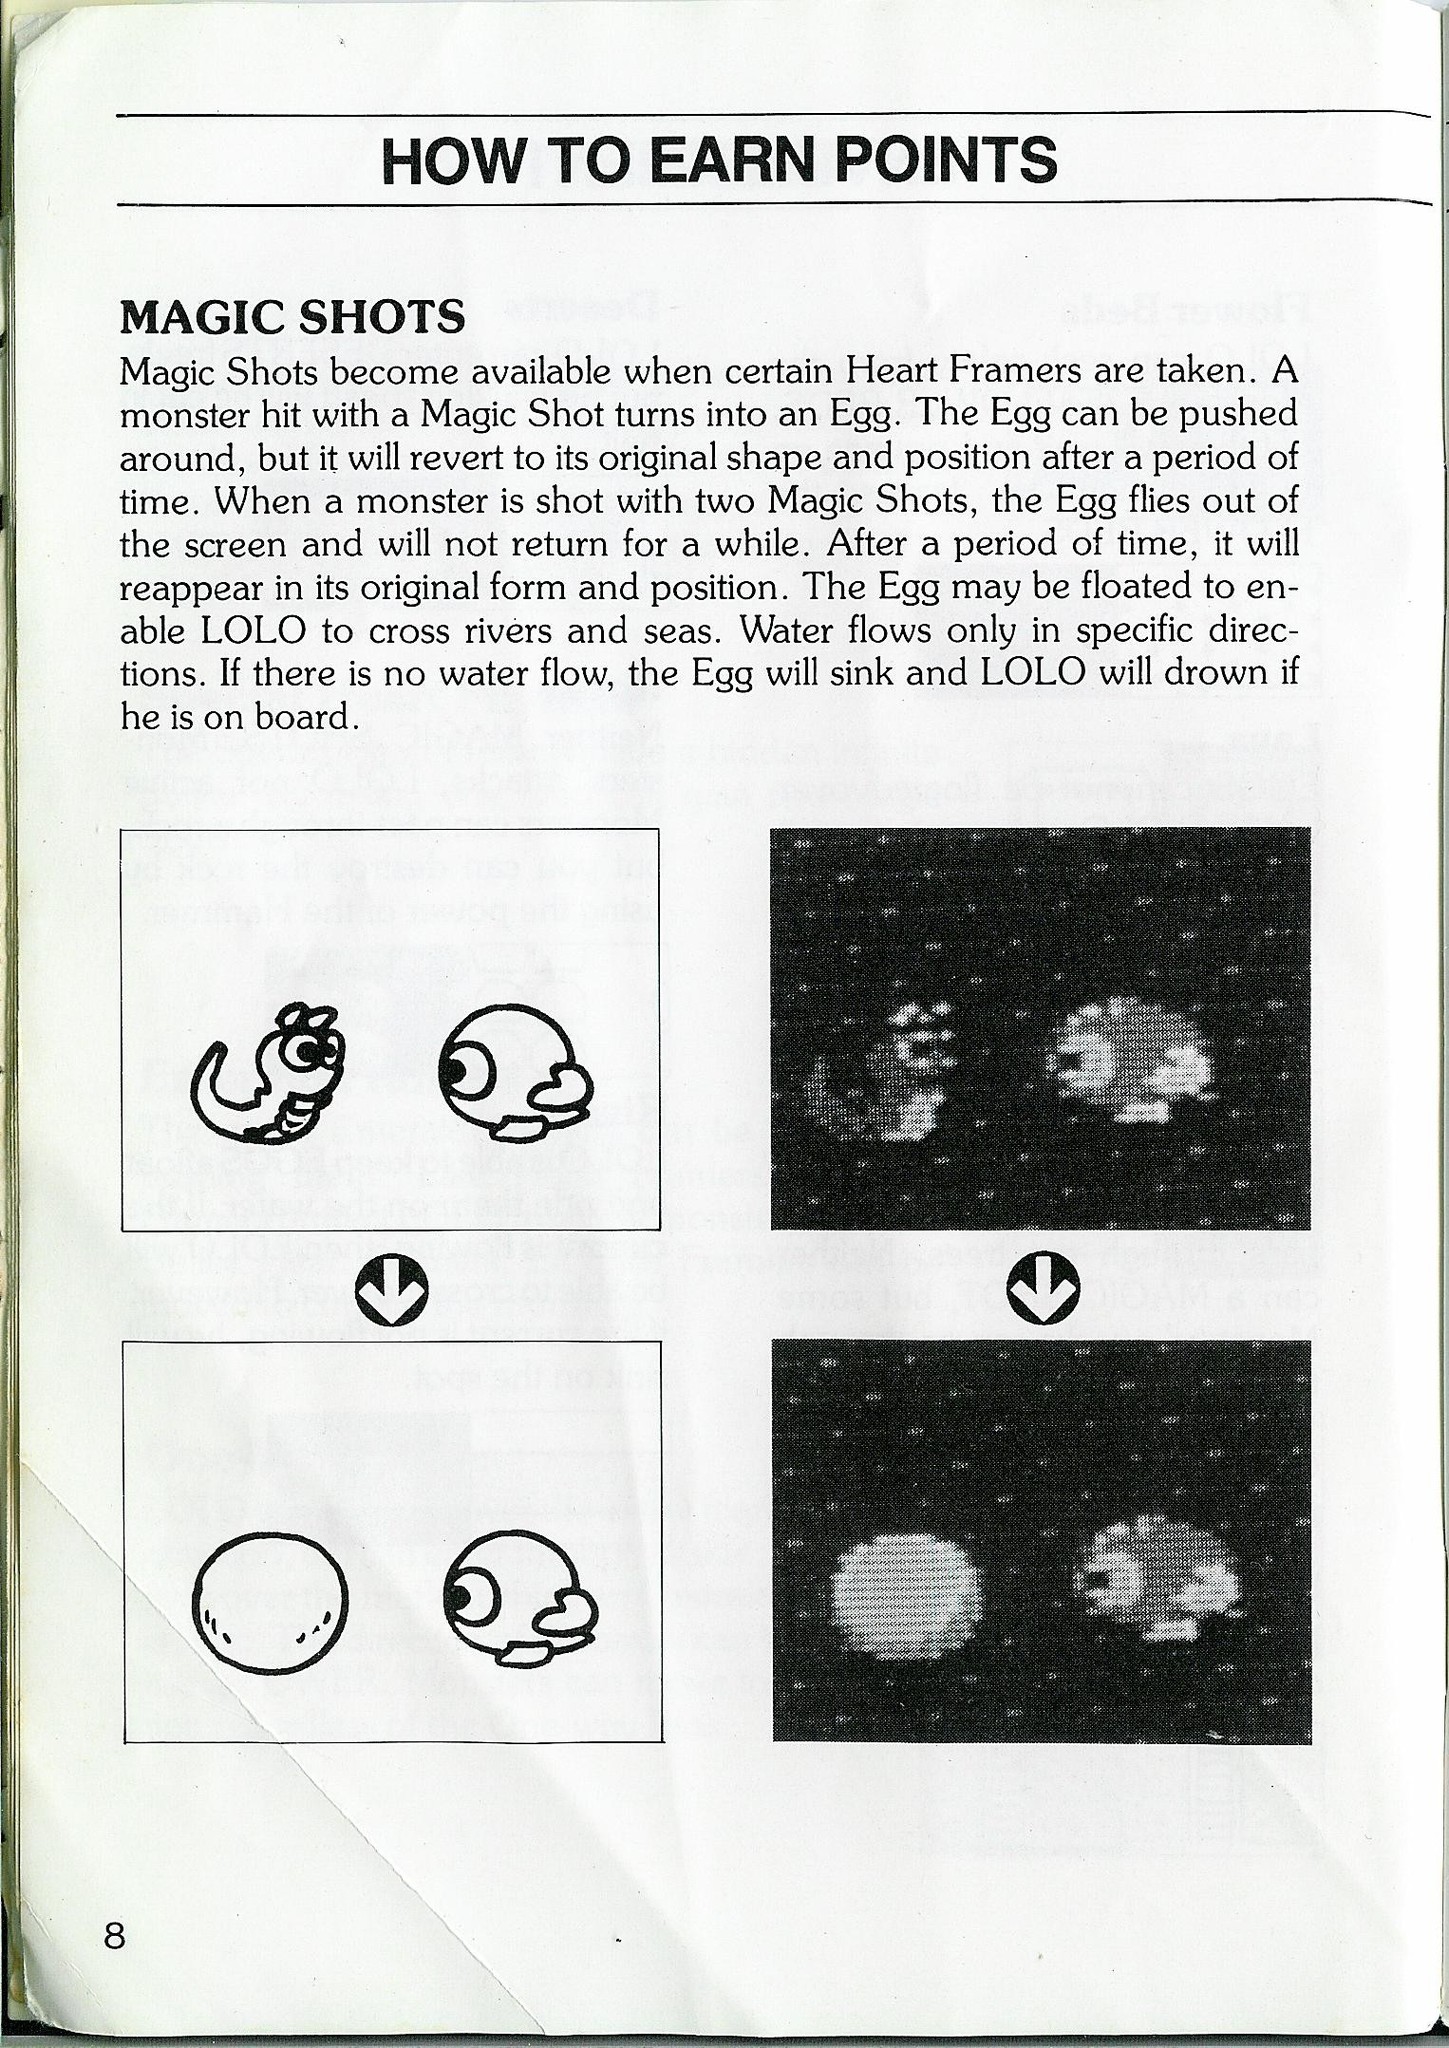 HOW TO EARN POINTS
MAGIC SHOTS
Magic Shots become available when certain Heart Framers are taken. A
monster hit with a Magic Shot turns into an Egg. The Egg can be pushed
around, but it will revert to its original shape and position after a period of
time. When a monster is shot with two Magic Shots, the Egg flies out of
the screen and will not return for a while. After a period of time, it will
reappear in its original form and position. The Egg may be floated to en-
able LOLO to cross rivers and seas. Water flows only in specific direc-
tions. If there is no water flow, the Egg will sink and LOLO will drown if
he is on board.
8